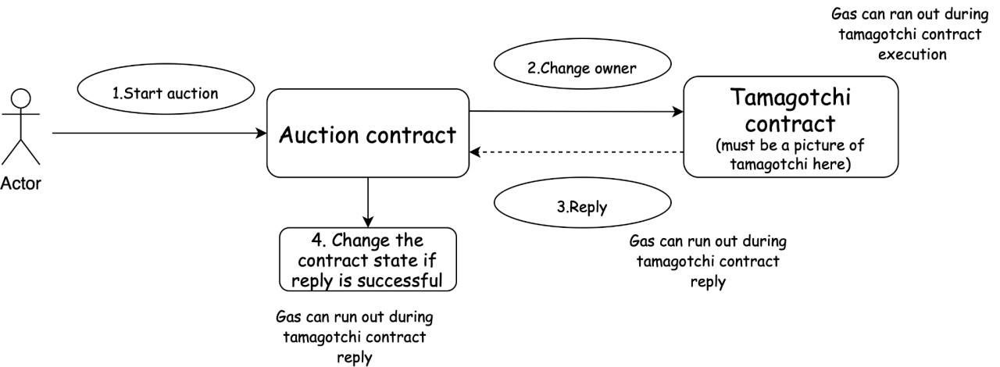 Gas can ran out during
tamagotchi contract
execution
1.Start auction
2.Change owner
Actor
Auction contract
Tamagotchi
contract
(must be a picture of
tamagotchi here)
3.Reply
4. Change the
contract state if
reply is successful
Gas can run out during
tamagotchi contract
reply
Gas can run out during
tamagotchi contract
reply